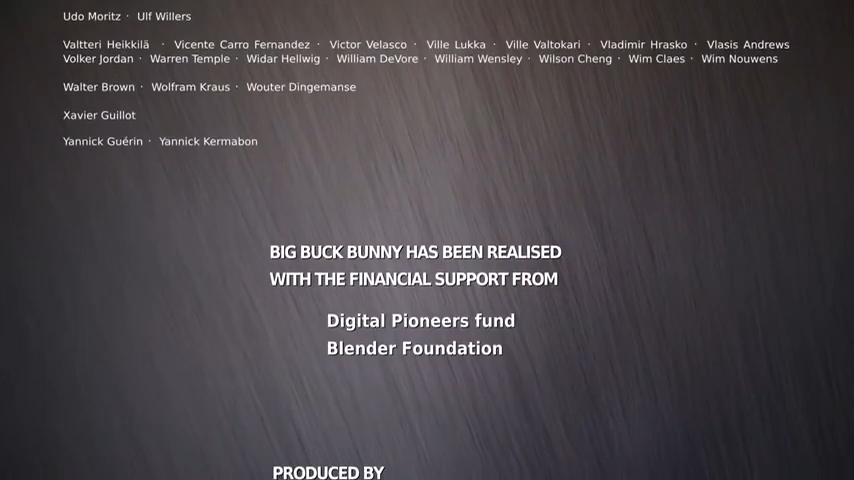 Udo Moritz · Ulf Willers
Valtteri Heikkilä · Vicente Carro Fernandez · Victor Velasco · Ville Lukka · Ville Valtokari · Vladimir Hrasko · Vlasis Andrews
Volker Jordan · Warren Temple · Widar Hellwig · William DeVore · William Wensley · Wilson Cheng · Wim Claes · Wim Nouwens
Walter Brown · Wolfram Kraus · Wouter Dingemanse
Xavier Guillot
Yannick Guérin · Yannick Kermabon
BIG BUCK BUNNY HAS BEEN REALISED
WITH THE FINANCIAL SUPPORT FROM
Digital Pioneers fund
Blender Foundation
PRODUCED BY